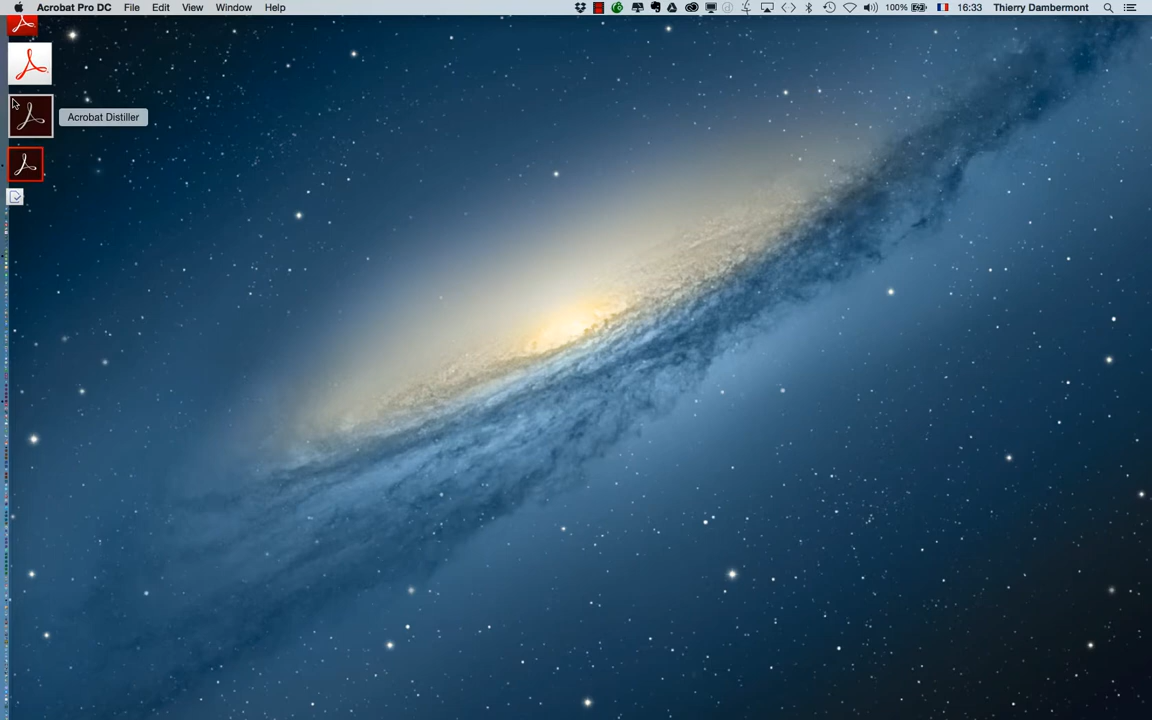 Acrobat Pro DC File Edit View Window Help 100% 16:33 Thierry Dambermont
Acrobat Distiller